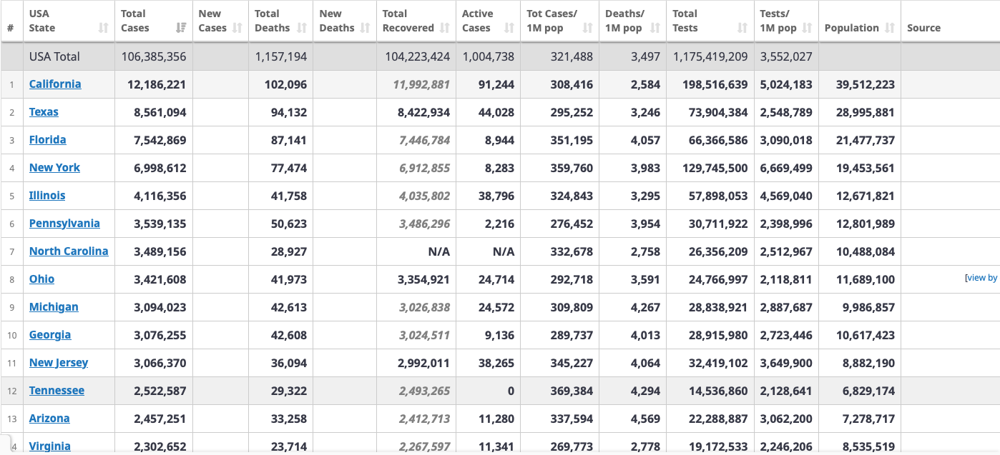 # USA State Total Cases New Cases Total Deaths New Deaths Total Recovered Active Cases Tot Cases/ 1M pop Deaths/ 1M pop Total Tests Tests/ 1M pop Population Source
USA Total 106,385,356 1,157,194 104,223,424 1,004,738 321,488 3,497 1,175,419,209 3,552,027
1 California 12,186,221 102,096 11,992,881 91,244 308,416 2,584 198,516,639 5,024,183 39,512,223
2 Texas 8,561,094 94,132 8,422,934 44,028 295,252 3,246 73,904,384 2,548,789 28,995,881
3 Florida 7,542,869 87,141 7,446,784 8,944 351,195 4,057 66,366,586 3,090,018 21,477,737
4 New York 6,998,612 77,474 6,912,855 8,283 359,760 3,983 129,745,500 6,669,499 19,453,561
5 Illinois 4,116,356 41,758 4,035,802 38,796 324,843 3,295 57,898,053 4,569,040 12,671,821
6 Pennsylvania 3,539,135 50,623 3,486,296 2,216 276,452 3,954 30,711,922 2,398,996 12,801,989
7 North Carolina 3,489,156 28,927 N/A N/A 332,678 2,758 26,356,209 2,512,967 10,488,084
8 Ohio 3,421,608 41,973 3,354,921 24,714 292,718 3,591 24,766,997 2,118,811 11,689,100 [view by
9 Michigan 3,094,023 42,613 3,026,838 24,572 309,809 4,267 28,838,921 2,887,687 9,986,857
10 Georgia 3,076,255 42,608 3,024,511 9,136 289,737 4,013 28,915,980 2,723,446 10,617,423
11 New Jersey 3,066,370 36,094 2,992,011 38,265 345,227 4,064 32,419,102 3,649,900 8,882,190
12 Tennessee 2,522,587 29,322 2,493,265 0 369,384 4,294 14,536,860 2,128,641 6,829,174
13 Arizona 2,457,251 33,258 2,412,713 11,280 337,594 4,569 22,288,887 3,062,200 7,278,717
4 Virginia 2,302,652 23,714 2,267,597 11,341 269,773 2,778 19,172,533 2,246,206 8,535,519